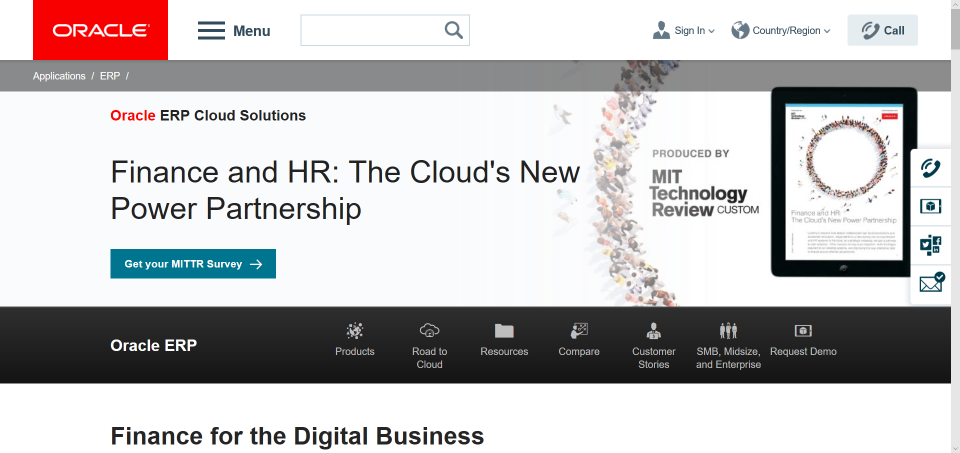 ORACLE
Menu
Sign In
Country/Region
Call
Applications / ERP /
Oracle ERP Cloud Solutions
Finance and HR: The Cloud's New
Power Partnership
Get your MITTR Survey
PRODUCED BY
MIT
Technology
Review CUSTOM
Finance and HR:
The Cloud's New Power Partnership
Oracle ERP
Products
Road to
Cloud
Resources
Compare
Customer
Stories
SMB, Midsize,
and Enterprise
Request Demo
Finance for the Digital Business